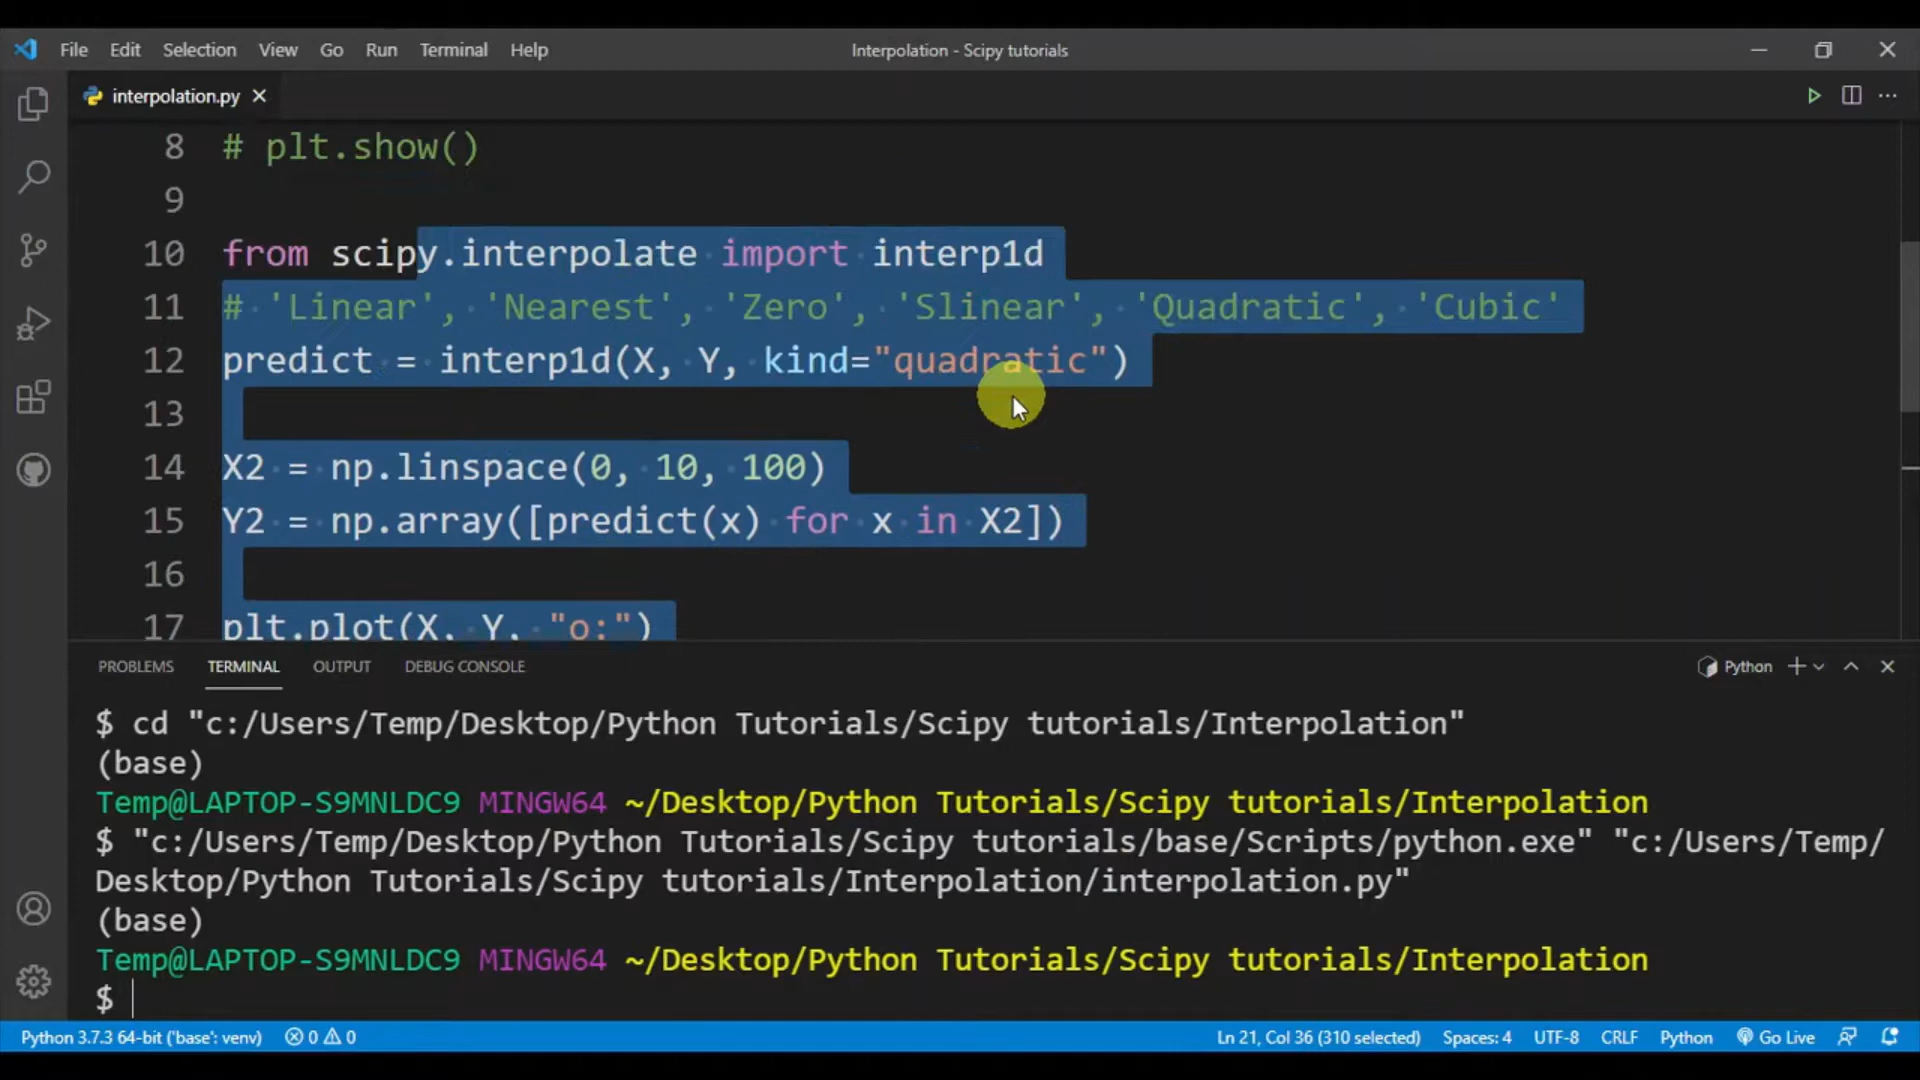 File Edit Selection View Go Run Terminal Help Interpolation - Scipy tutorials
interpolation.py
8 # plt.show()
9
10 from scipy.interpolate import interp1d
11 # 'Linear', 'Nearest', 'Zero', 'Slinear', 'Quadratic', 'Cubic'
12 predict = interp1d(X, Y, kind="quadratic")
13
14 X2 = np.linspace(0, 10, 100)
15 Y2 = np.array([predict(x) for x in X2])
16
17 plt.plot(X, Y, "o:")
PROBLEMS TERMINAL OUTPUT DEBUG CONSOLE Python
$ cd "c:/Users/Temp/Desktop/Python Tutorials/Scipy tutorials/Interpolation"
(base)
Temp@LAPTOP-S9MNLDC9 MINGW64 ~/Desktop/Python Tutorials/Scipy tutorials/Interpolation
$ "c:/Users/Temp/Desktop/Python Tutorials/Scipy tutorials/base/Scripts/python.exe" "c:/Users/Temp/
Desktop/Python Tutorials/Scipy tutorials/Interpolation/interpolation.py"
(base)
Temp@LAPTOP-S9MNLDC9 MINGW64 ~/Desktop/Python Tutorials/Scipy tutorials/Interpolation
$
Python 3.7.3 64-bit ('base': venv) 0 0 Ln 21, Col 36 (310 selected) Spaces: 4 UTF-8 CRLF Python Go Live